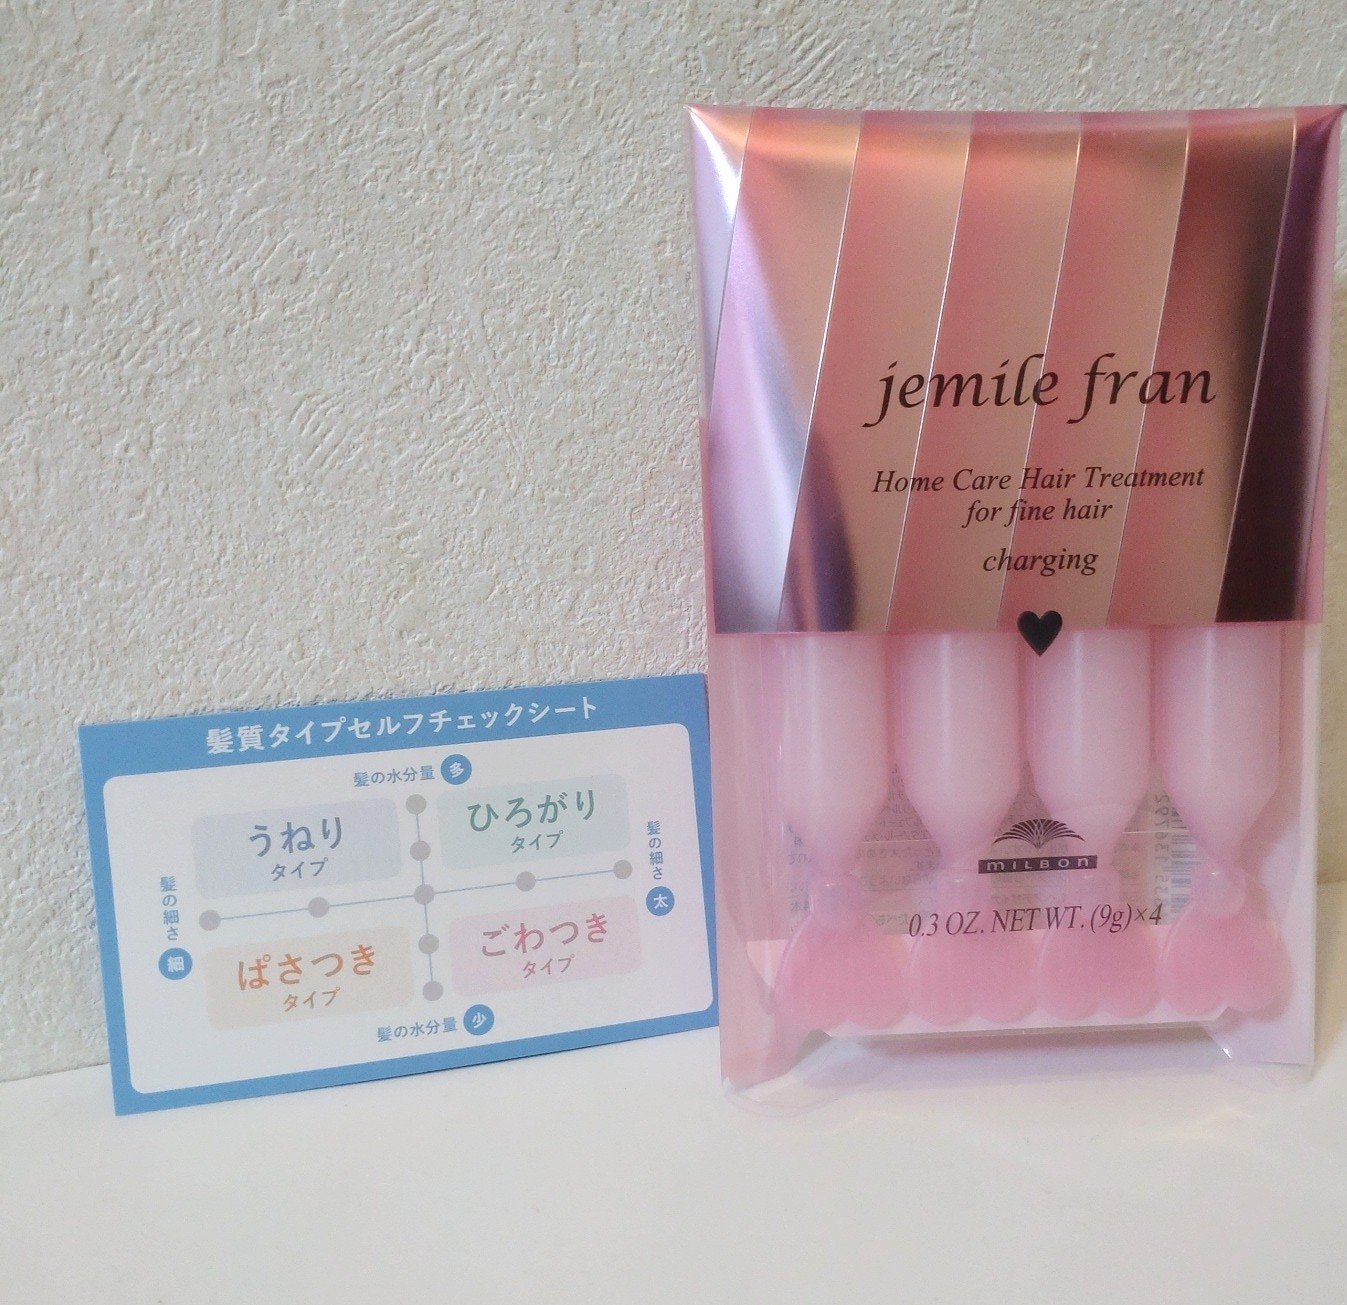 髪質タイプセルフチェックシート
髪の水分量 多
うねり
タイプ
ひろがり
タイプ
髪の細さ 細
髪の細さ 太
ぱさつき
タイプ
ごわつき
タイプ
髪の水分量 少
jemile fran
Home Care Hair Treatment
for fine hair
charging
MILBON
0.3 OZ. NET WT. (9g)×4